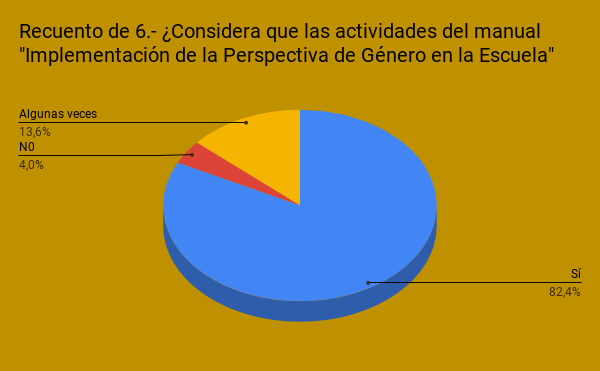 Recuento de 6.- ¿Considera que las actividades del manual
"Implementación de la Perspectiva de Género en la Escuela"
Algunas veces
13,6%
N0
4,0%
Sí
82,4%